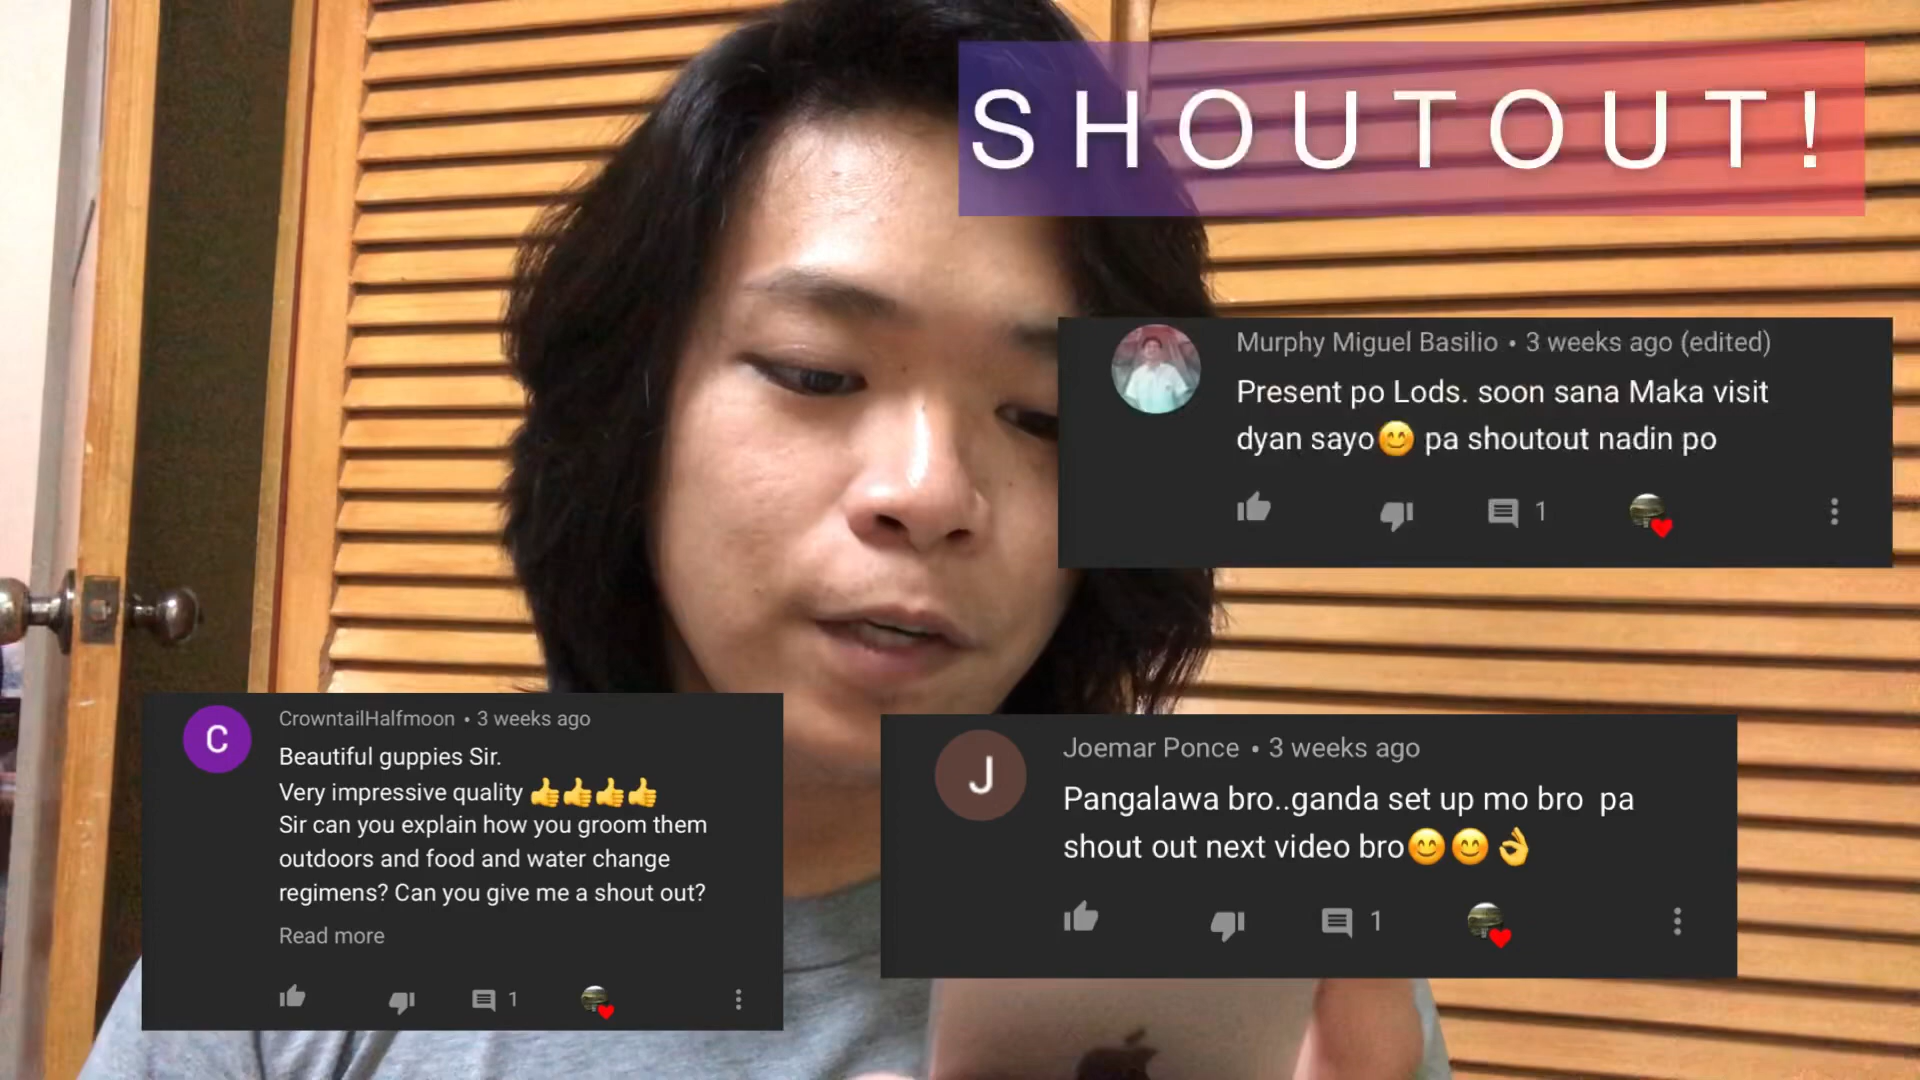 SHOUTOUT!
Murphy Miguel Basilio • 3 weeks ago (edited)
Present po Lods. soon sana Maka visit
dyan sayo😊 pa shoutout nadin po
1
CrowntailHalfmoon • 3 weeks ago
Beautiful guppies Sir.
Very impressive quality 👍👍👍👍
Sir can you explain how you groom them
outdoors and food and water change
regimens? Can you give me a shout out?
Read more
1
Joemar Ponce • 3 weeks ago
Pangalawa bro..ganda set up mo bro  pa
shout out next video bro😊😊👌
1
C
J